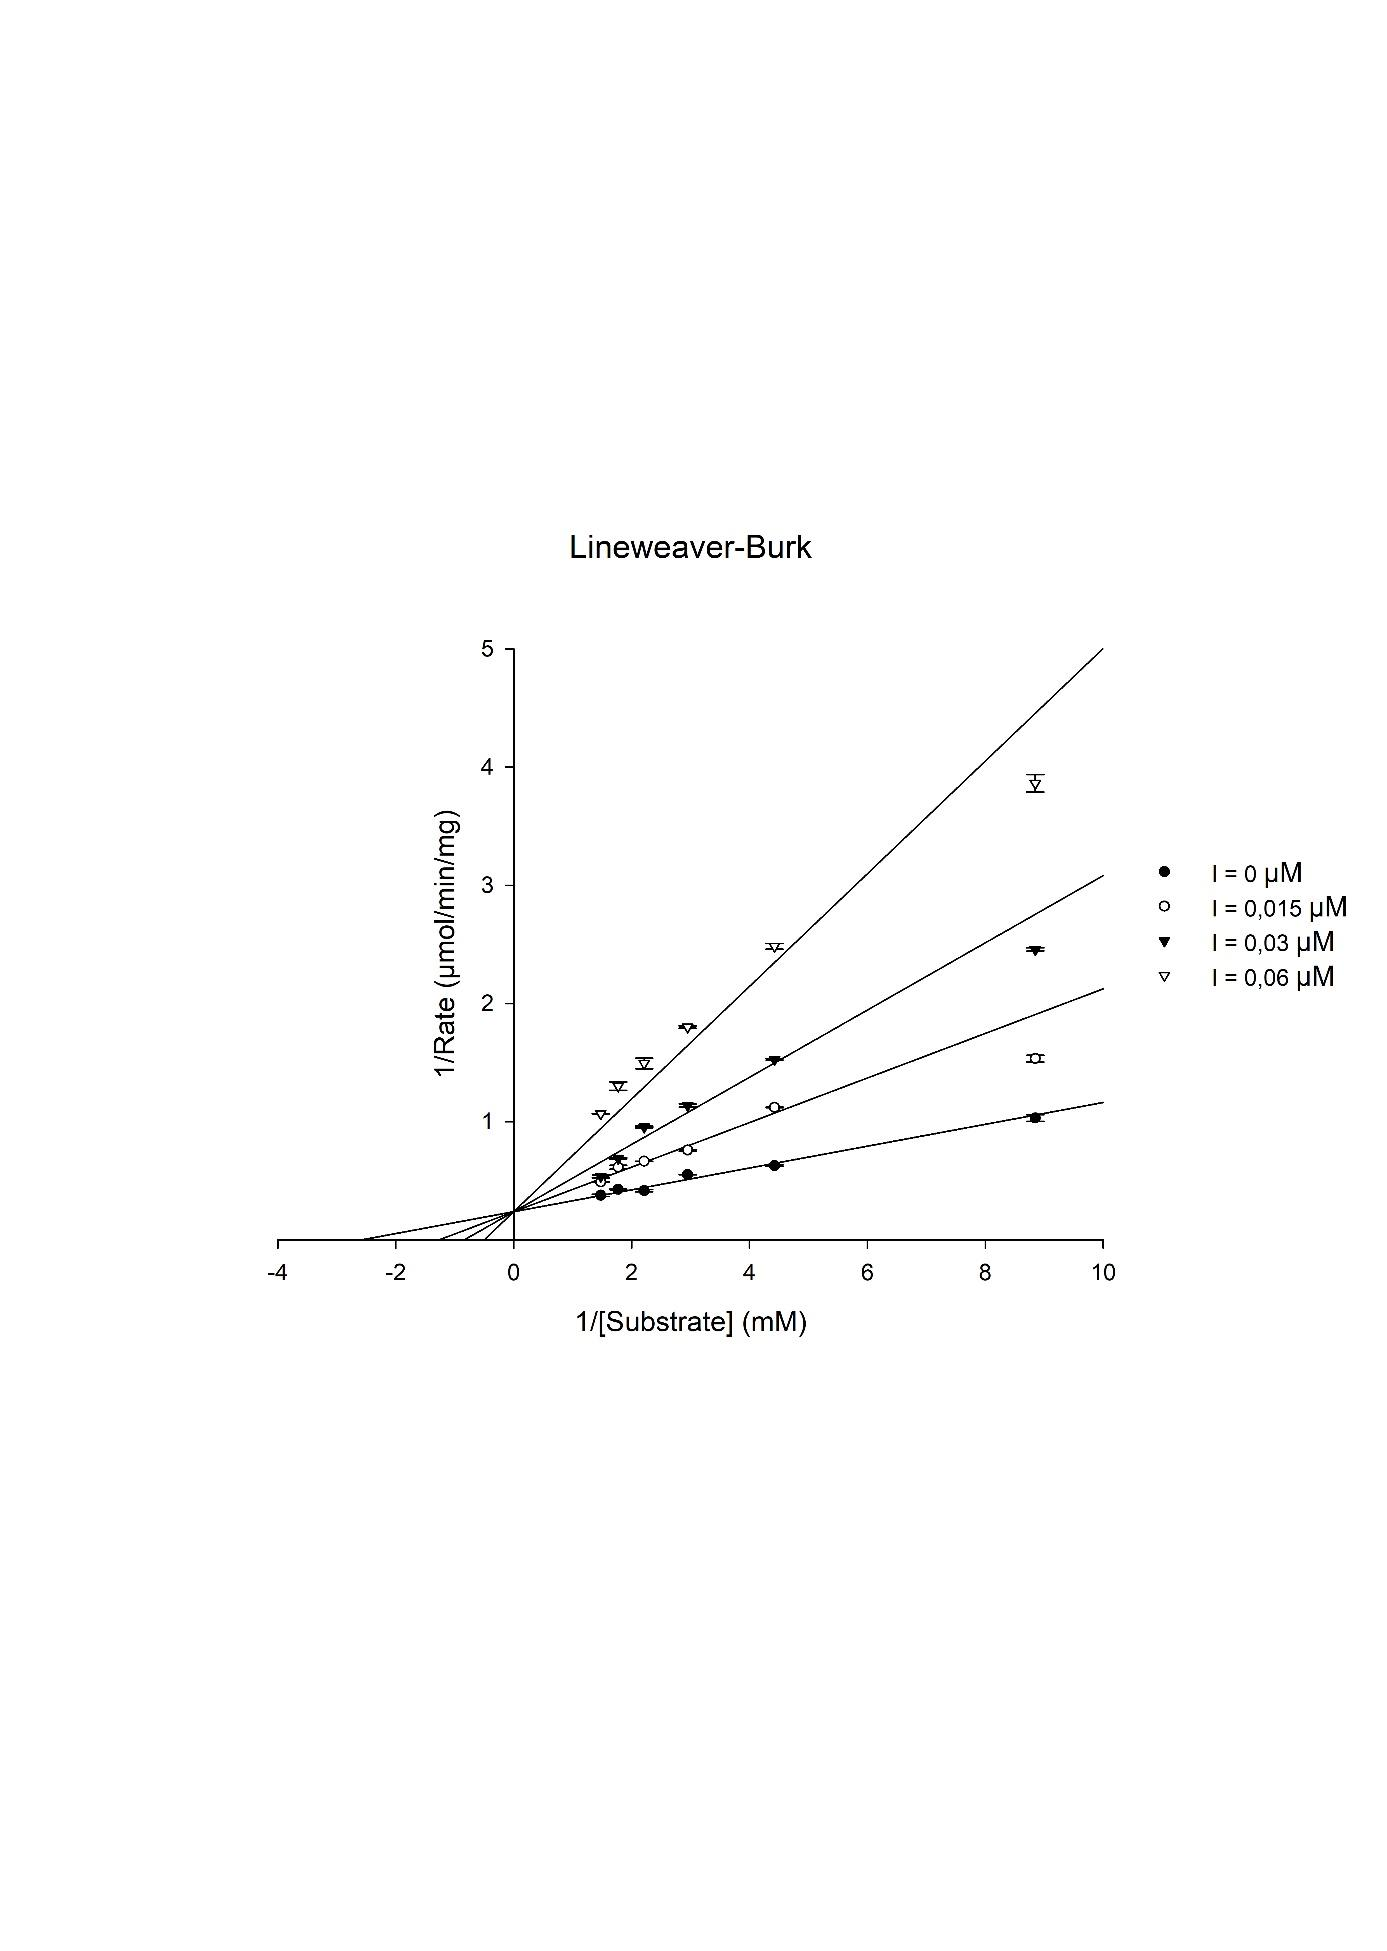 Lineweaver-Burk
5
4
3
2
1
1/Rate (µmol/min/mg)
I = 0 µM
I = 0,015 µM
I = 0,03 µM
I = 0,06 µM
-4 -2 0 2 4 6 8 10
1/[Substrate] (mM)